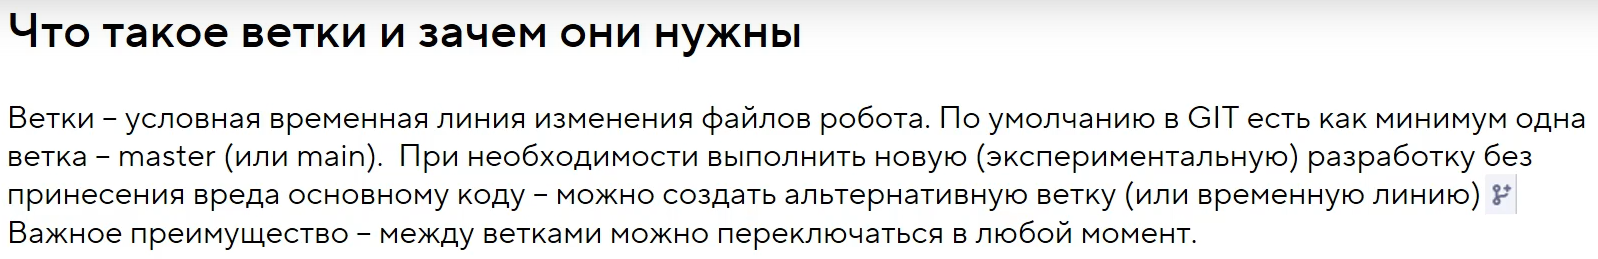 Что такое ветки и зачем они нужны
Ветки – условная временная линия изменения файлов робота. По умолчанию в GIT есть как минимум одна
ветка – master (или main).  При необходимости выполнить новую (экспериментальную) разработку без
принесения вреда основному коду – можно создать альтернативную ветку (или временную линию)
Важное преимущество – между ветками можно переключаться в любой момент.